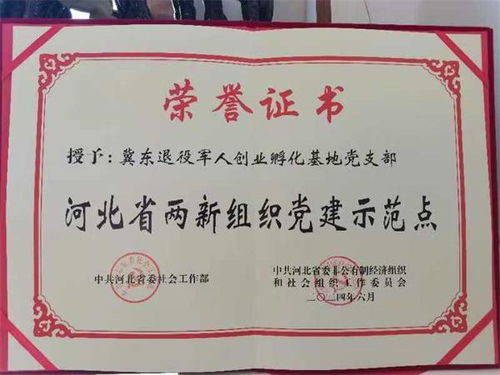 荣誉证书
授予：冀东退役军人创业孵化基地党支部
河北省两新组织党建示范点
中共河北省委社会工作部
中共河北省委非公有制经济组织
和社会组织工作委员会
二〇二四年六月